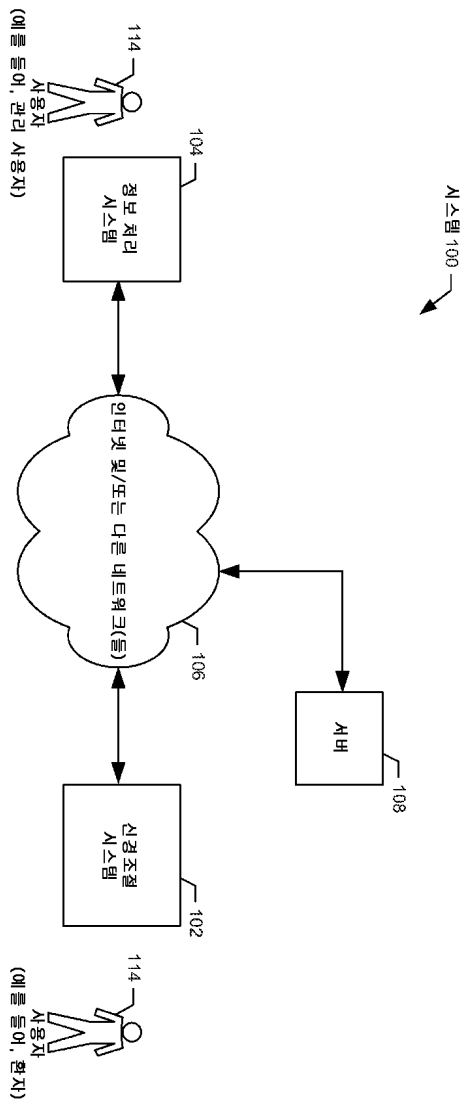 시스템 100
서버
108
인터넷 및/또는 다른 네트워크(들)
106
정보 처리
시스템
104
신경조절
시스템
102
114
사용자
(예를 들어, 관리 사용자)
114
사용자
(예를 들어, 환자)